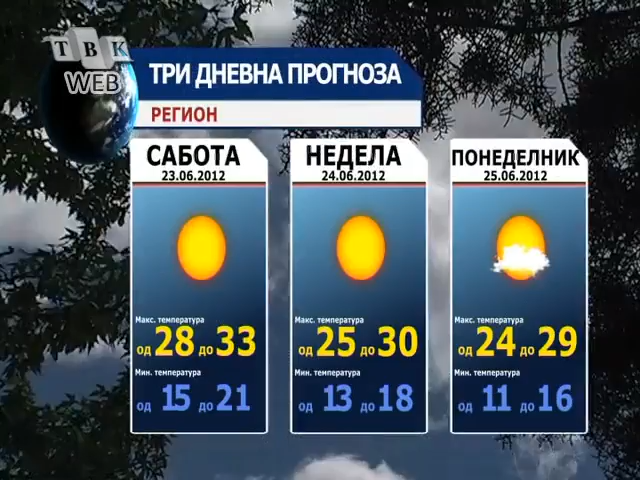 ТВК
WEB
ТРИ ДНЕВНА ПРОГНОЗА
РЕГИОН
САБОТА
23.06.2012
Макс. температура
од 28 до 33
Мин. температура
од 15 до 21
НЕДЕЛА
24.06.2012
Макс. температура
од 25 до 30
Мин. температура
од 13 до 18
ПОНЕДЕЛНИК
25.06.2012
Макс. температура
од 24 до 29
Мин. температура
од 11 до 16